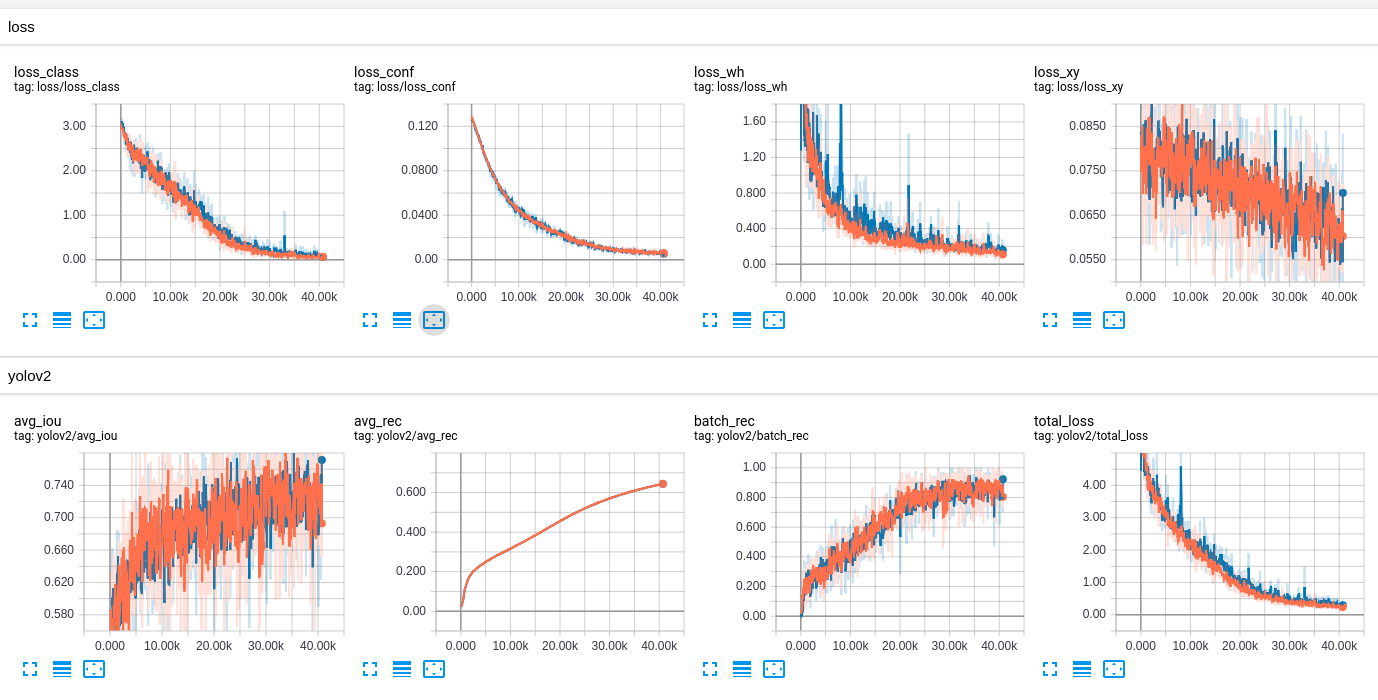 loss
loss_class
tag: loss/loss_class
3.00
2.00
1.00
0.00
0.000 10.00k 20.00k 30.00k 40.00k
loss_conf
tag: loss/loss_conf
0.120
0.0800
0.0400
0.00
0.000 10.00k 20.00k 30.00k 40.00k
loss_wh
tag: loss/loss_wh
1.60
1.20
0.800
0.400
0.00
0.000 10.00k 20.00k 30.00k 40.00k
loss_xy
tag: loss/loss_xy
0.0850
0.0750
0.0650
0.0550
0.000 10.00k 20.00k 30.00k 40.00k
yolov2
avg_iou
tag: yolov2/avg_iou
0.740
0.700
0.660
0.620
0.580
0.000 10.00k 20.00k 30.00k 40.00k
avg_rec
tag: yolov2/avg_rec
0.600
0.400
0.200
0.00
0.000 10.00k 20.00k 30.00k 40.00k
batch_rec
tag: yolov2/batch_rec
1.00
0.800
0.600
0.400
0.200
0.00
0.000 10.00k 20.00k 30.00k 40.00k
total_loss
tag: yolov2/total_loss
4.00
3.00
2.00
1.00
0.00
0.000 10.00k 20.00k 30.00k 40.00k